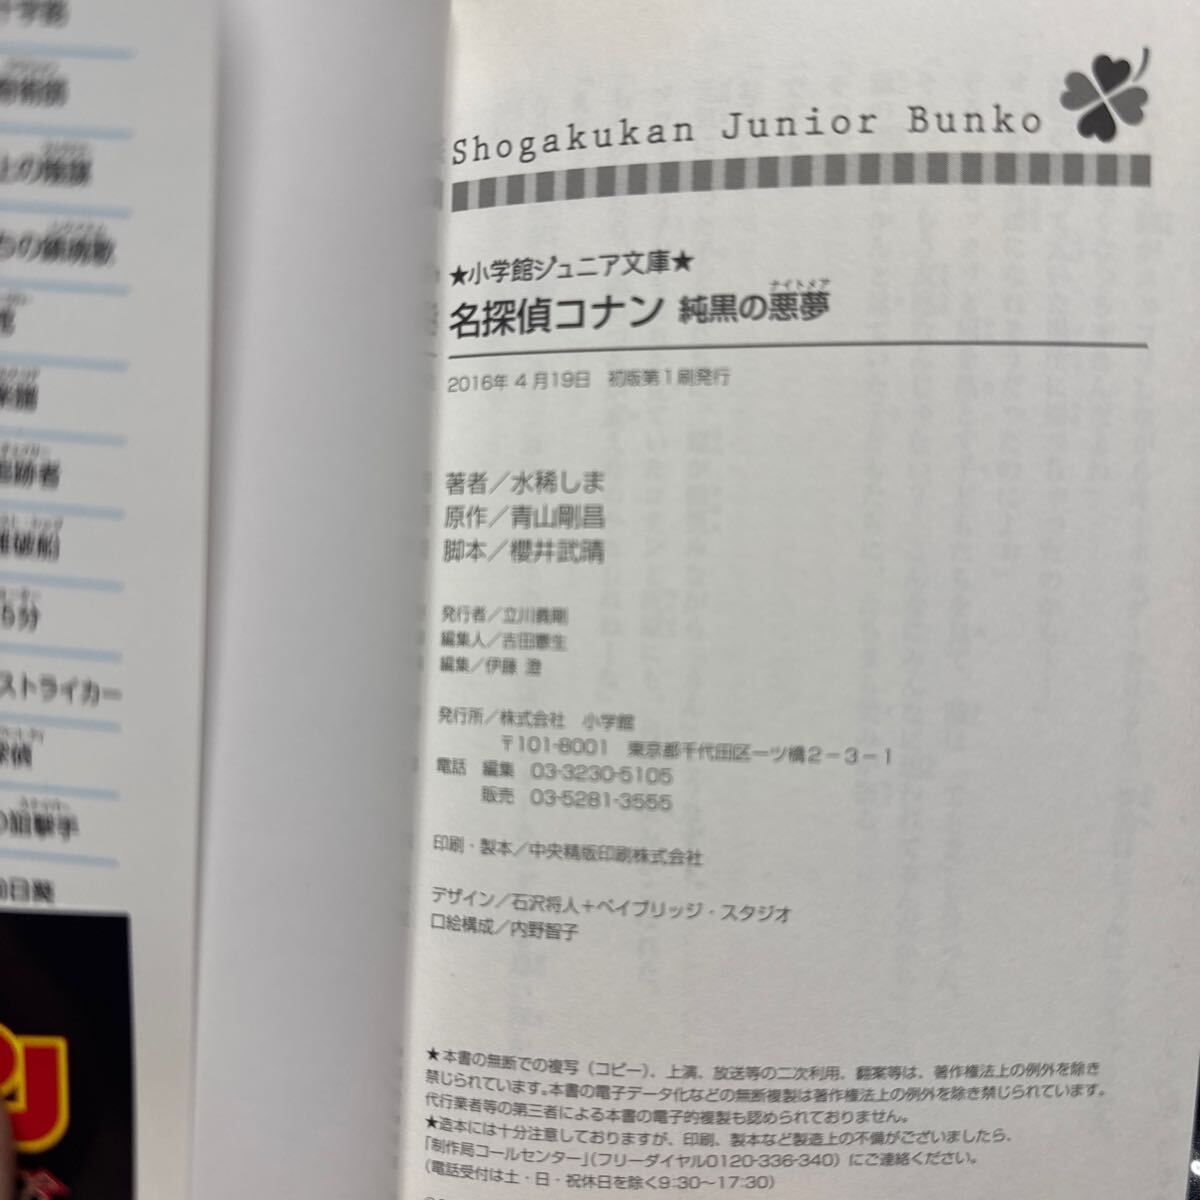 Shogakukan Junior Bunko
★小学館ジュニア文庫★
名探偵コナン 純黒の悪夢
ナイトメア
2016年 4月19日 初版第1刷発行
著者／水稀しま
原作／青山剛昌
脚本／櫻井武晴
発行者／立川義剛
編集人／吉田憲生
編集／伊藤 澄
発行所／株式会社 小学館
〒101-8001 東京都千代田区一ツ橋2-3-1
電話 編集 03-3230-5105
販売 03-5281-3555
印刷・製本／中央精版印刷株式会社
デザイン／石沢将人＋ベイブリッジ・スタジオ
口絵構成／内野智子
★本書の無断での複写（コピー）、上演、放送等の二次利用、翻案等は、著作権法上の例外を除き
禁じられています。本書の電子データ化などの無断複製は著作権法上の例外を除き禁じられています。
代行業者等の第三者による本書の電子的複製も認められておりません。
★造本には十分注意しておりますが、印刷、製本など製造上の不備がございましたら、
「制作局コールセンター」（フリーダイヤル0120-336-340）にご連絡ください。
（電話受付は土・日・祝休日を除く9:30〜17:30）
追跡者
難破船
5分
ストライカー
探偵
の狙撃手
向日葵